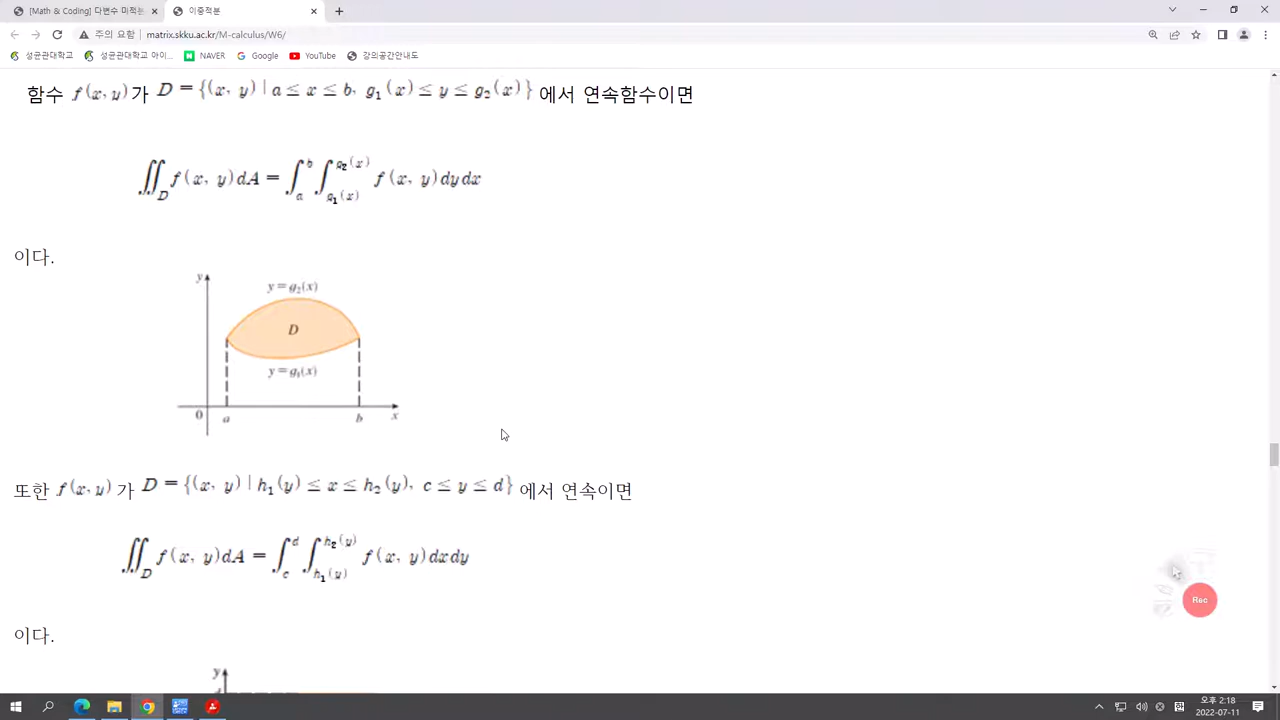 [Math & Coding] 다변수 미적분 이중적분
주의 요함 matrix.skku.ac.kr/M-calculus/W6/
성균관대학교 성균관대학교 아이... NAVER Google YouTube 강의공간안내도
함수 f(x, y)가 D = {(x, y) | a ≤ x ≤ b, g₁(x) ≤ y ≤ g₂(x)} 에서 연속함수이면
∬_D f(x, y)dA = ∫_a^b ∫_{g₁(x)}^{g₂(x)} f(x, y)dydx
이다.
y
y = g₂(x)
D
y = g₁(x)
0 a b x
또한 f(x, y) 가 D = {(x, y) | h₁(y) ≤ x ≤ h₂(y), c ≤ y ≤ d} 에서 연속이면
∬_D f(x, y)dA = ∫_c^d ∫_{h₁(y)}^{h₂(y)} f(x, y)dxdy
Rec
이다.
y
오후 2:18
2022-07-11